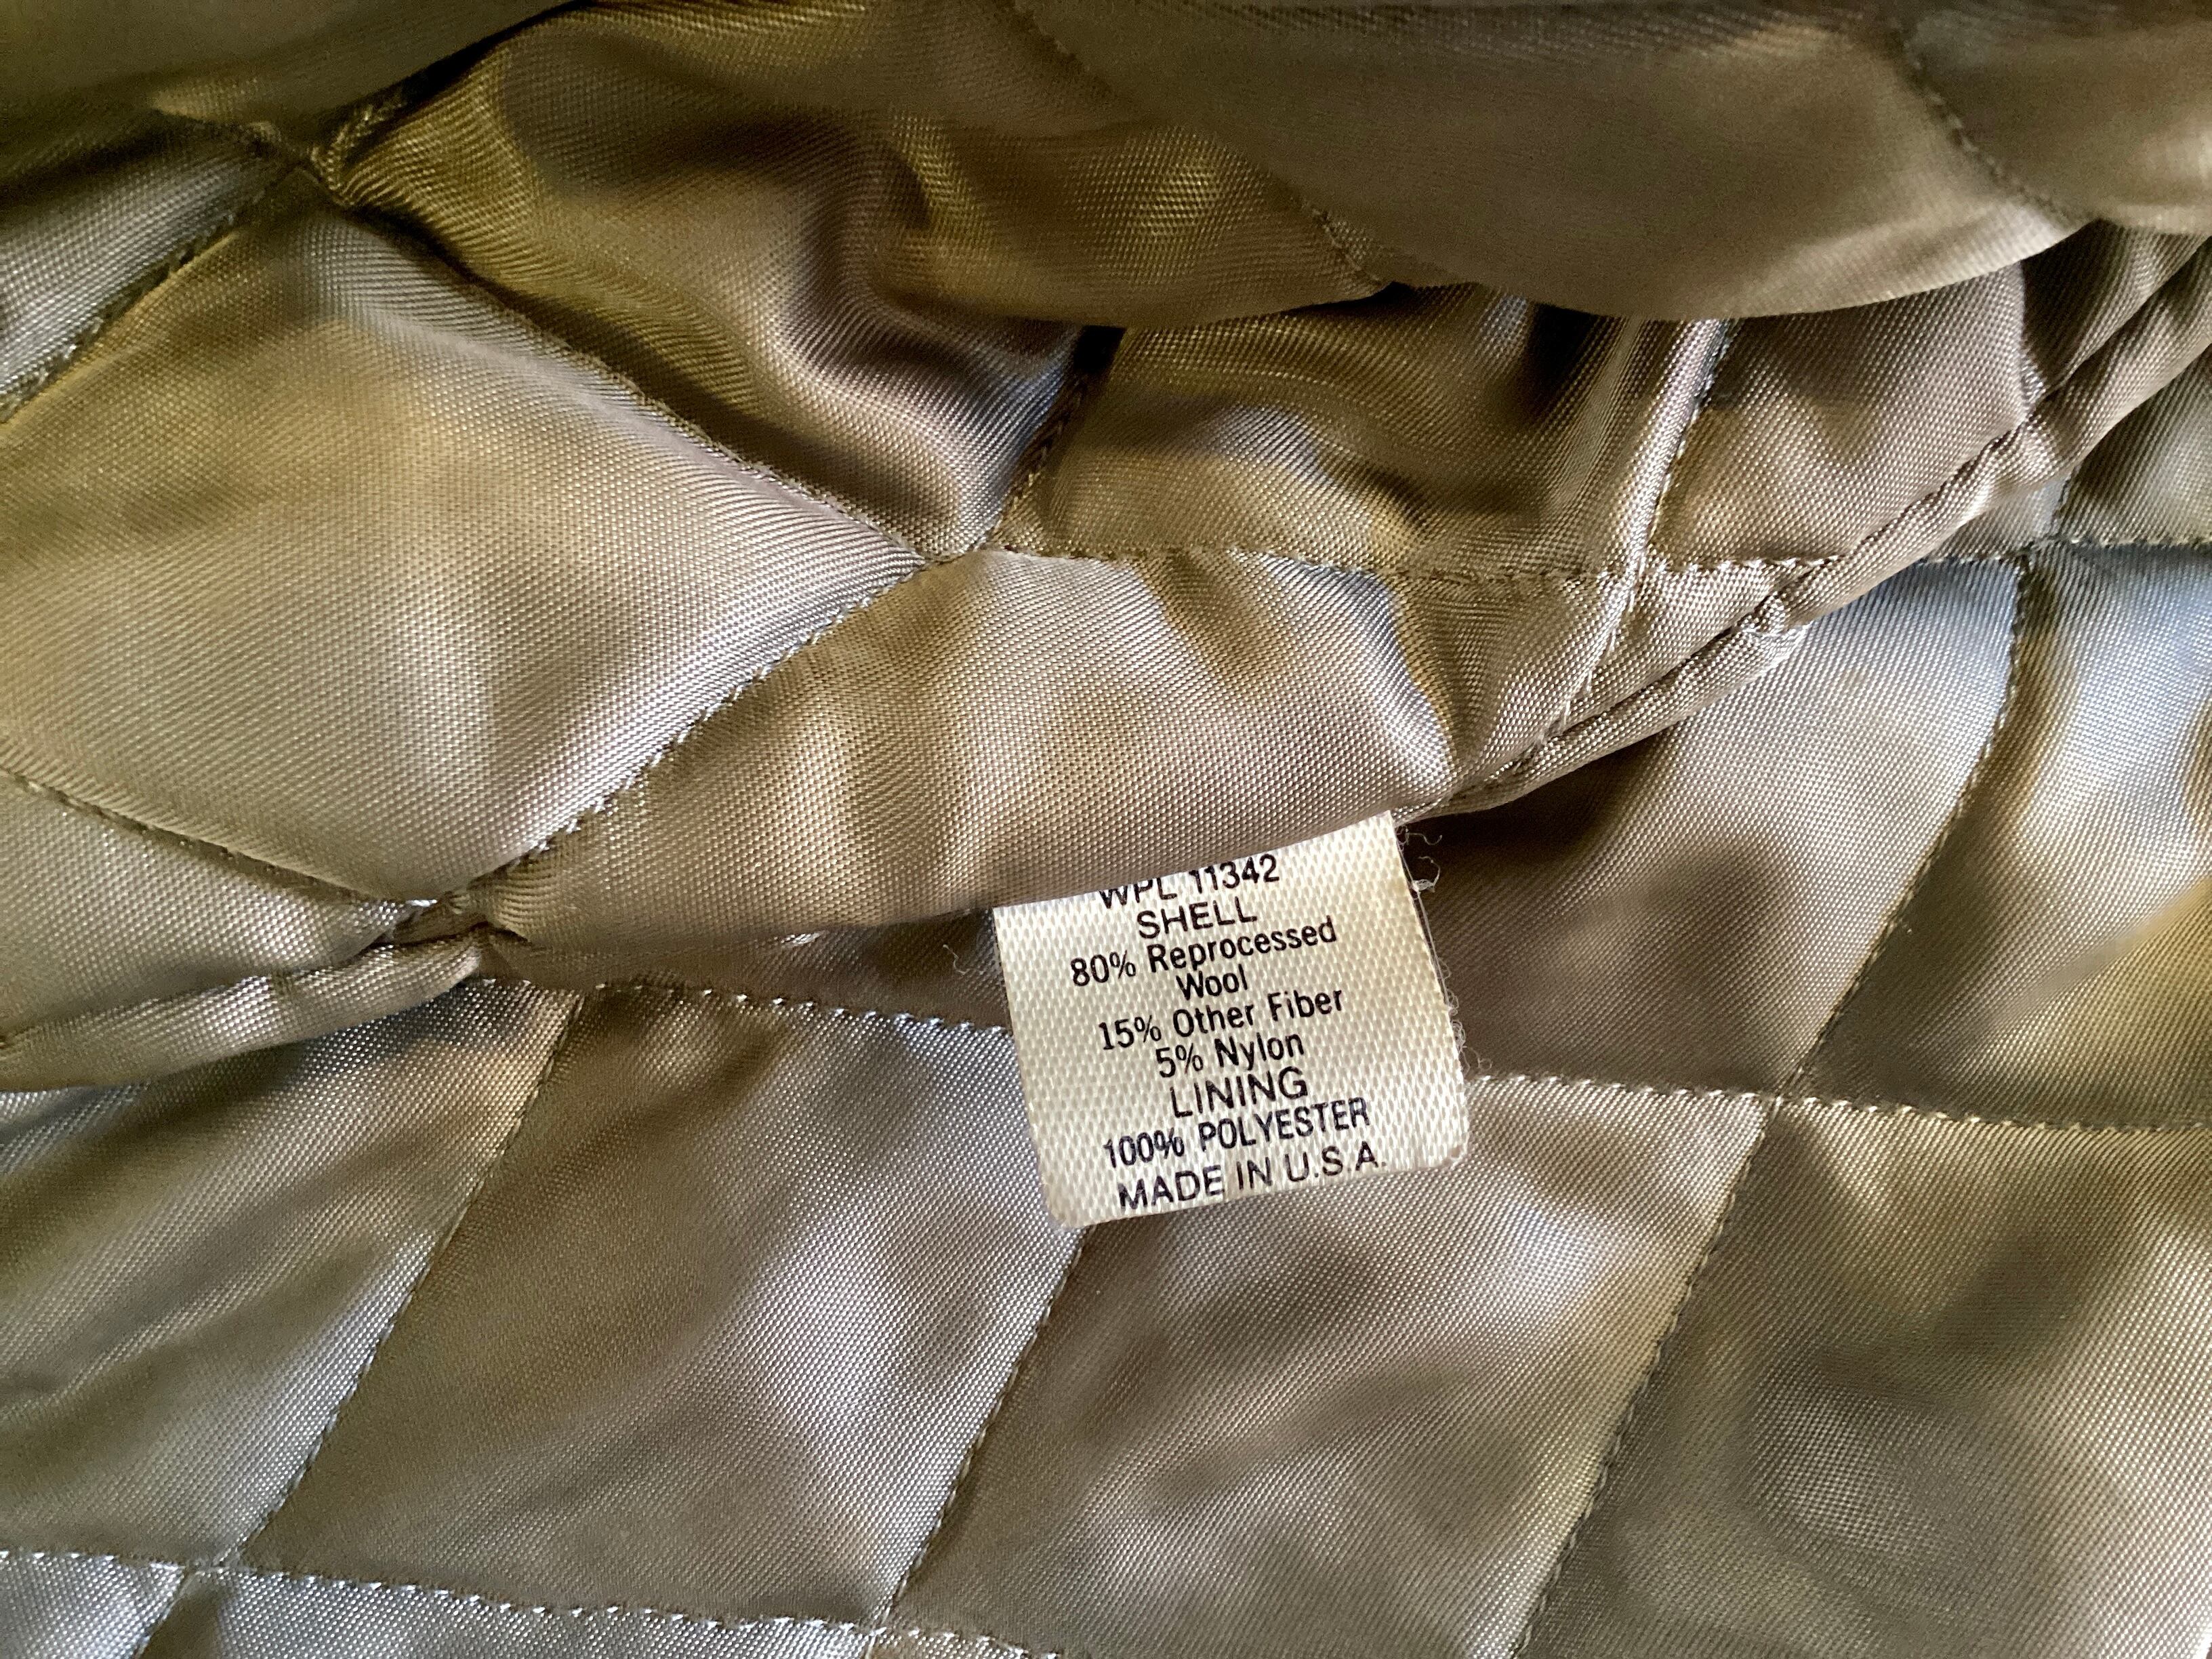 WPL 11342
SHELL
80% Reprocessed
Wool
15% Other Fiber
5% Nylon
LINING
100% POLYESTER
MADE IN U.S.A.